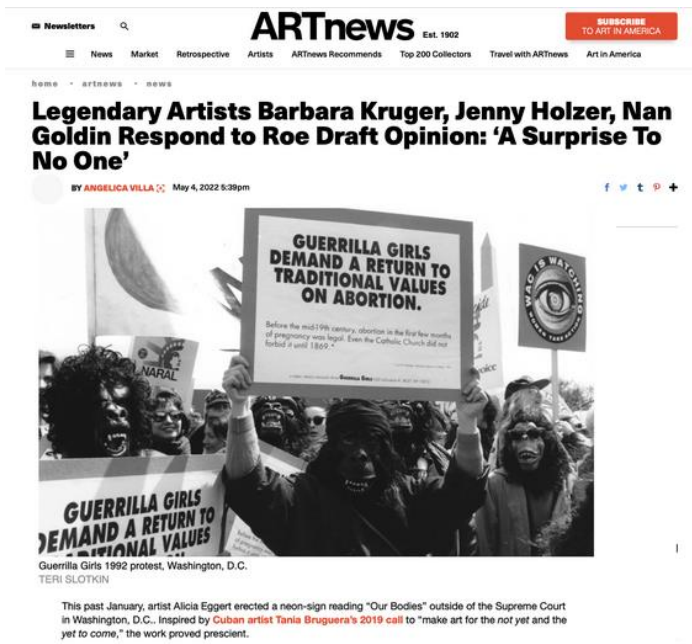 Newsletters
ARTnews Est. 1902
SUBSCRIBE
TO ART IN AMERICA
News Market Retrospective Artists ARTnews Recommends Top 200 Collectors Travel with ARTnews Art in America
home • artnews • news
Legendary Artists Barbara Kruger, Jenny Holzer, Nan
Goldin Respond to Roe Draft Opinion: ‘A Surprise To
No One’
BY ANGELICA VILLA May 4, 2022 5:39pm
GUERRILLA GIRLS
DEMAND A RETURN TO
TRADITIONAL VALUES
ON ABORTION.
Before the mid-19th century, abortion in the first few months
of pregnancy was legal. Even the Catholic Church did not
forbid it until 1869.*
WAC IS WATCHING
NARAL
GUERRILLA GIRLS
DEMAND A RETURN TO
DITIONAL VALUES
Guerrilla Girls 1992 protest, Washington, D.C.
TERI SLOTKIN
This past January, artist Alicia Eggert erected a neon-sign reading “Our Bodies” outside of the Supreme Court
in Washington, D.C.. Inspired by Cuban artist Tania Bruguera’s 2019 call to “make art for the not yet and the
yet to come,” the work proved prescient.